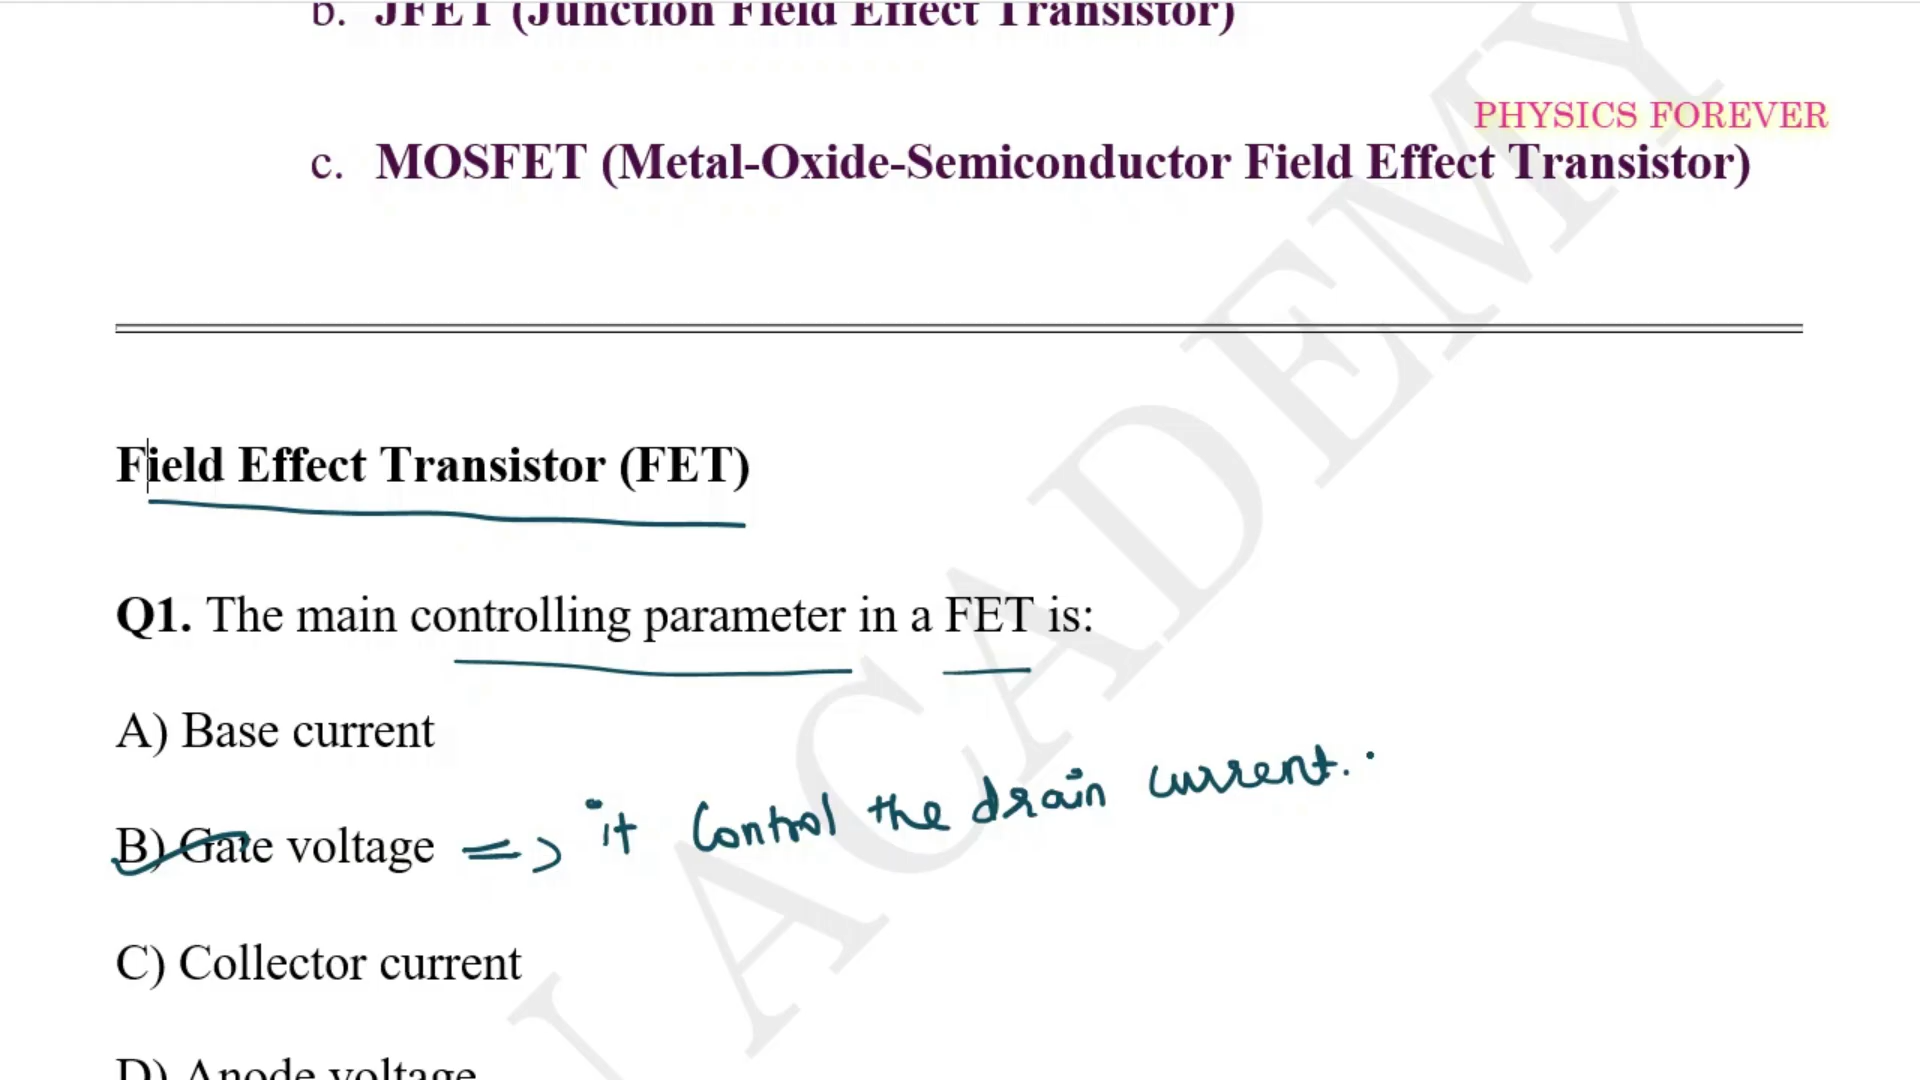 b. JFET (Junction Field Effect Transistor)
PHYSICS FOREVER
c. MOSFET (Metal-Oxide-Semiconductor Field Effect Transistor)
Field Effect Transistor (FET)
Q1. The main controlling parameter in a FET is:
A) Base current
B) Gate voltage => it control the drain current.
C) Collector current
D) Anode voltage
ACADEMY